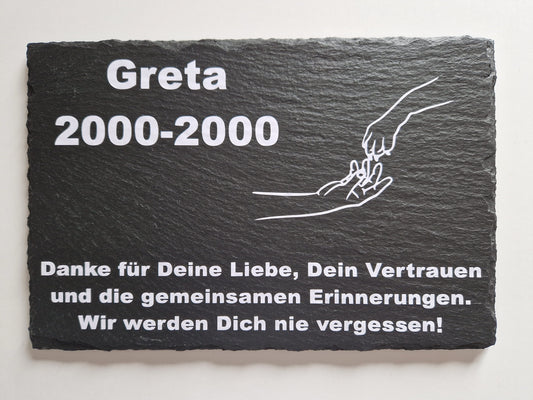 Greta
2000-2000
Danke für Deine Liebe, Dein Vertrauen
und die gemeinsamen Erinnerungen.
Wir werden Dich nie vergessen!